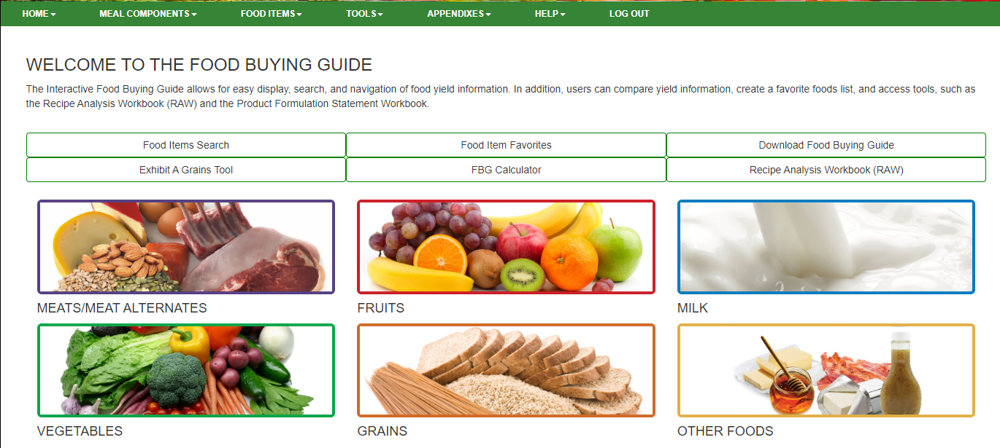 HOME MEAL COMPONENTS FOOD ITEMS TOOLS APPENDIXES HELP LOG OUT
WELCOME TO THE FOOD BUYING GUIDE
The Interactive Food Buying Guide allows for easy display, search, and navigation of food yield information. In addition, users can compare yield information, create a favorite foods list, and access tools, such as
the Recipe Analysis Workbook (RAW) and the Product Formulation Statement Workbook.
Food Items Search Food Item Favorites Download Food Buying Guide
Exhibit A Grains Tool FBG Calculator Recipe Analysis Workbook (RAW)
MEATS/MEAT ALTERNATES FRUITS MILK
VEGETABLES GRAINS OTHER FOODS